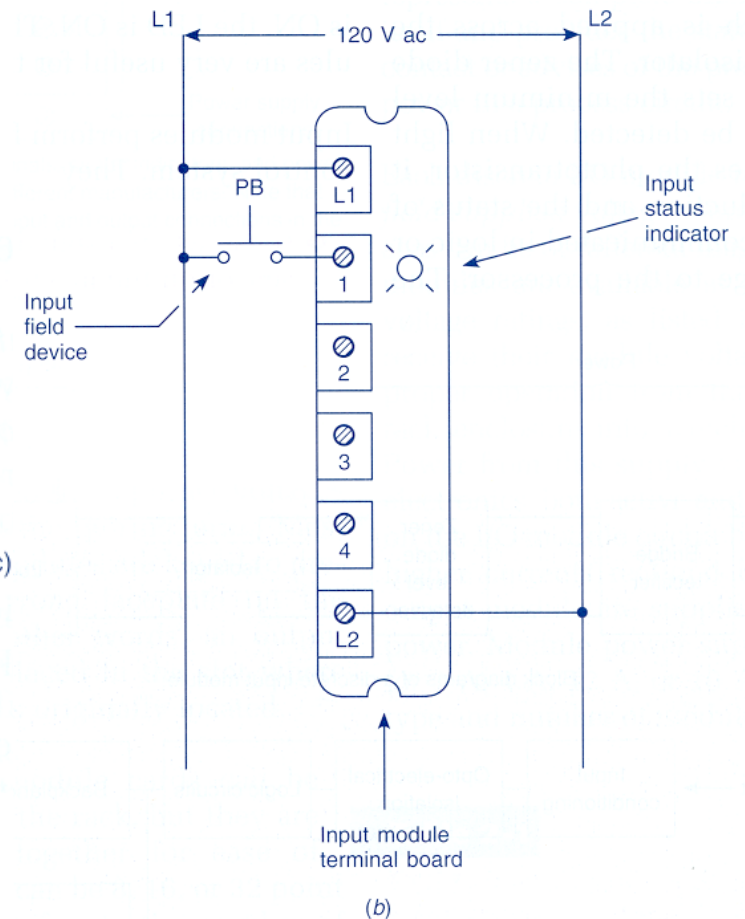 L1
L2
120 V ac
L1
PB
Input
status
indicator
1
Input
field
device
2
3
4
c)
L2
Input module
terminal board
(b)